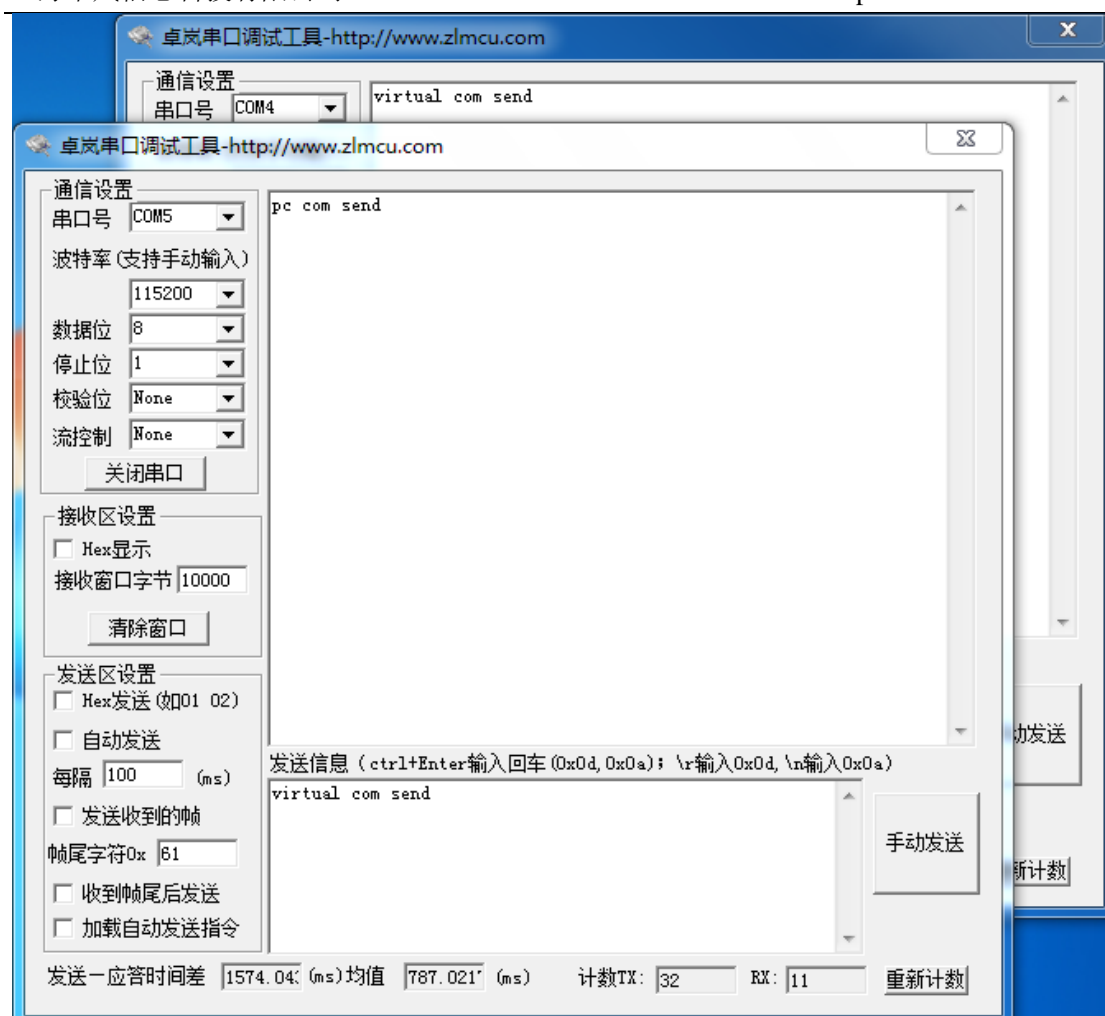 卓岚串口调试工具-http://www.zlmcu.com
x
通信设置
串口号 COM4
virtual com send
卓岚串口调试工具-http://www.zlmcu.com
通信设置
串口号 COM5
pc com send
波特率(支持手动输入)
115200
数据位 8
停止位 1
校验位 None
流控制 None
关闭串口
接收区设置
Hex显示
接收窗口字节 10000
清除窗口
发送区设置
Hex发送(如01 02)
自动发送
动发送
每隔 100 (ms)
发送信息(ctrl+Enter输入回车(0x0d,0x0a); \r输入0x0d,\n输入0x0a)
virtual com send
发送收到的帧
手动发送
帧尾字符0x 61
新计数
收到帧尾后发送
加载自动发送指令
发送一应答时间差 1574.04 (ms)均值 787.021 (ms) 计数TX: 32 RX: 11 重新计数